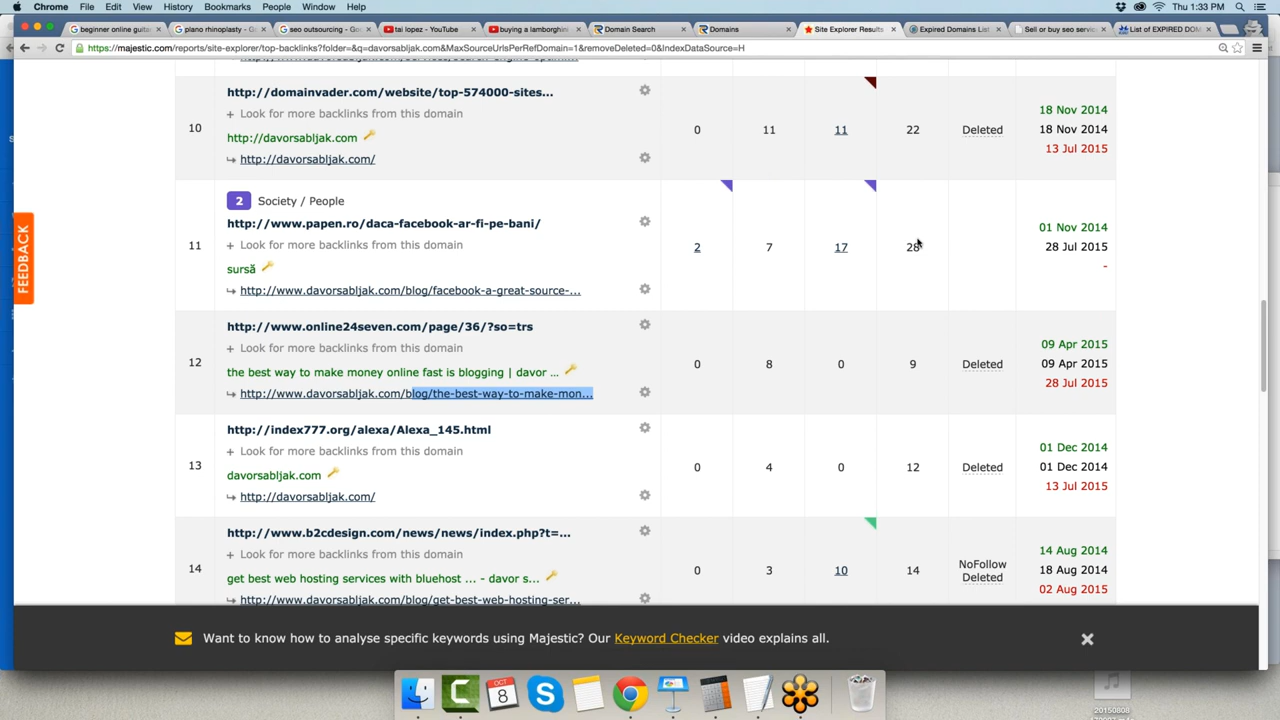 Chrome File Edit View History Bookmarks People Window Help Thu 1:33 PM
beginner online guita plano rhinoplasty - Go seo outsourcing - Goog tai lopez - YouTube buying a lamborghini Domain Search Domains Site Explorer Results Expired Domains List Sell or buy seo servic List of EXPIRED DOM
https://majestic.com/reports/site-explorer/top-backlinks?folder=&q=davorsabljak.com&MaxSourceUrlsPerRefDomain=1&removeDeleted=0&IndexDataSource=H
FEEDBACK
http://domainvader.com/website/top-574000-sites...
+ Look for more backlinks from this domain
18 Nov 2014
10 0 11 11 22 Deleted 18 Nov 2014
http://davorsabljak.com
13 Jul 2015
http://davorsabljak.com/
2 Society / People
http://www.papen.ro/daca-facebook-ar-fi-pe-bani/
01 Nov 2014
+ Look for more backlinks from this domain
11 2 7 17 28 28 Jul 2015
sursă -
http://www.davorsabljak.com/blog/facebook-a-great-source-...
http://www.online24seven.com/page/36/?so=trs
+ Look for more backlinks from this domain
09 Apr 2015
12 0 8 0 9 Deleted 09 Apr 2015
the best way to make money online fast is blogging | davor ...
28 Jul 2015
http://www.davorsabljak.com/blog/the-best-way-to-make-mon...
http://index777.org/alexa/Alexa_145.html
+ Look for more backlinks from this domain
01 Dec 2014
13 0 4 0 12 Deleted 01 Dec 2014
davorsabljak.com
13 Jul 2015
http://davorsabljak.com/
http://www.b2cdesign.com/news/news/index.php?t=...
+ Look for more backlinks from this domain
14 Aug 2014
14 0 3 10 14 NoFollow Deleted 18 Aug 2014
get best web hosting services with bluehost ... - davor s...
02 Aug 2015
http://www.davorsabljak.com/blog/get-best-web-hosting-ser...
Want to know how to analyse specific keywords using Majestic? Our Keyword Checker video explains all.
OCT
8
20150808